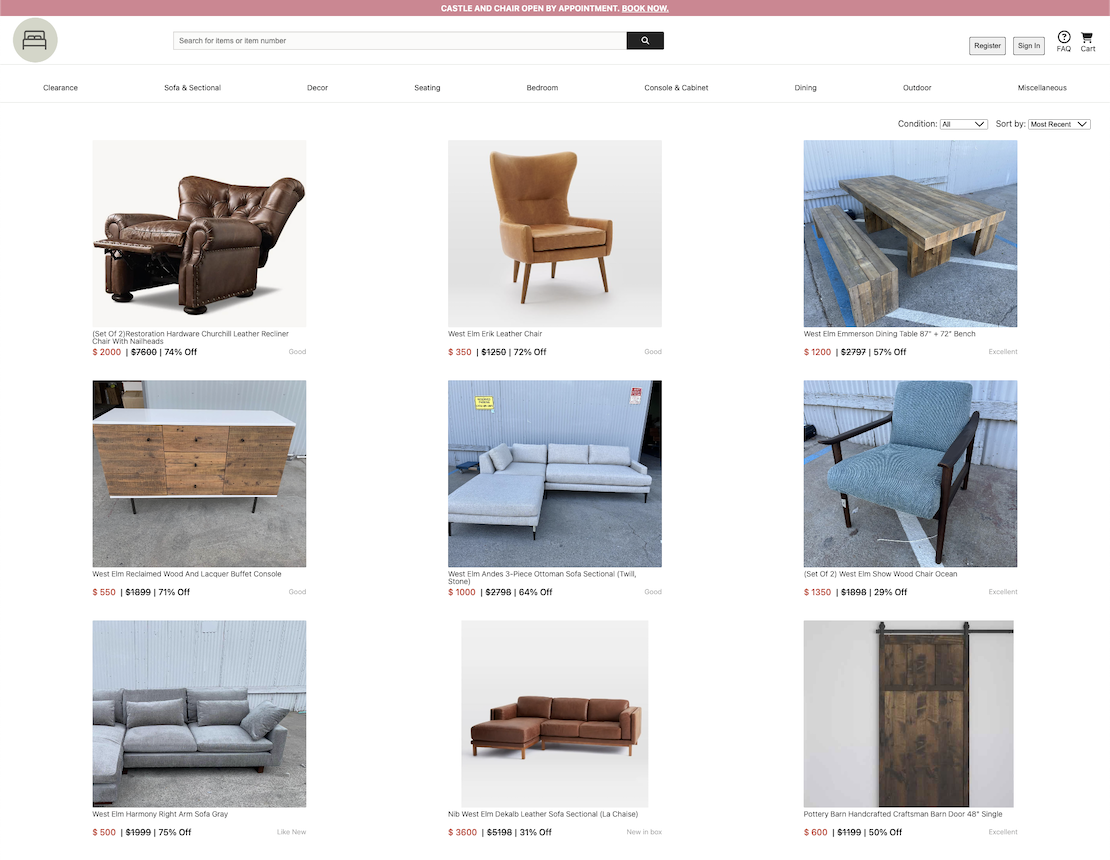 CASTLE AND CHAIR OPEN BY APPOINTMENT. BOOK NOW.
Search for items or item number
Register
Sign In
FAQ
Cart
Clearance
Sofa & Sectional
Decor
Seating
Bedroom
Console & Cabinet
Dining
Outdoor
Miscellaneous
Condition: All
Sort by: Most Recent
(Set Of 2)Restoration Hardware Churchill Leather Recliner
Chair With Nailheads
$ 2000 | $7600 | 74% Off
Good
West Elm Erik Leather Chair
$ 350 | $1250 | 72% Off
Good
West Elm Emmerson Dining Table 87" + 72" Bench
$ 1200 | $2797 | 57% Off
Excellent
West Elm Reclaimed Wood And Lacquer Buffet Console
$ 550 | $1899 | 71% Off
Good
West Elm Andes 3-Piece Ottoman Sofa Sectional (Twill,
Stone)
$ 1000 | $2798 | 64% Off
Good
(Set Of 2) West Elm Show Wood Chair Ocean
$ 1350 | $1898 | 29% Off
Excellent
West Elm Harmony Right Arm Sofa Gray
$ 500 | $1999 | 75% Off
Like New
Nib West Elm Dekalb Leather Sofa Sectional (La Chaise)
$ 3600 | $5198 | 31% Off
New in box
Pottery Barn Handcrafted Craftsman Barn Door 48" Single
$ 600 | $1199 | 50% Off
Excellent